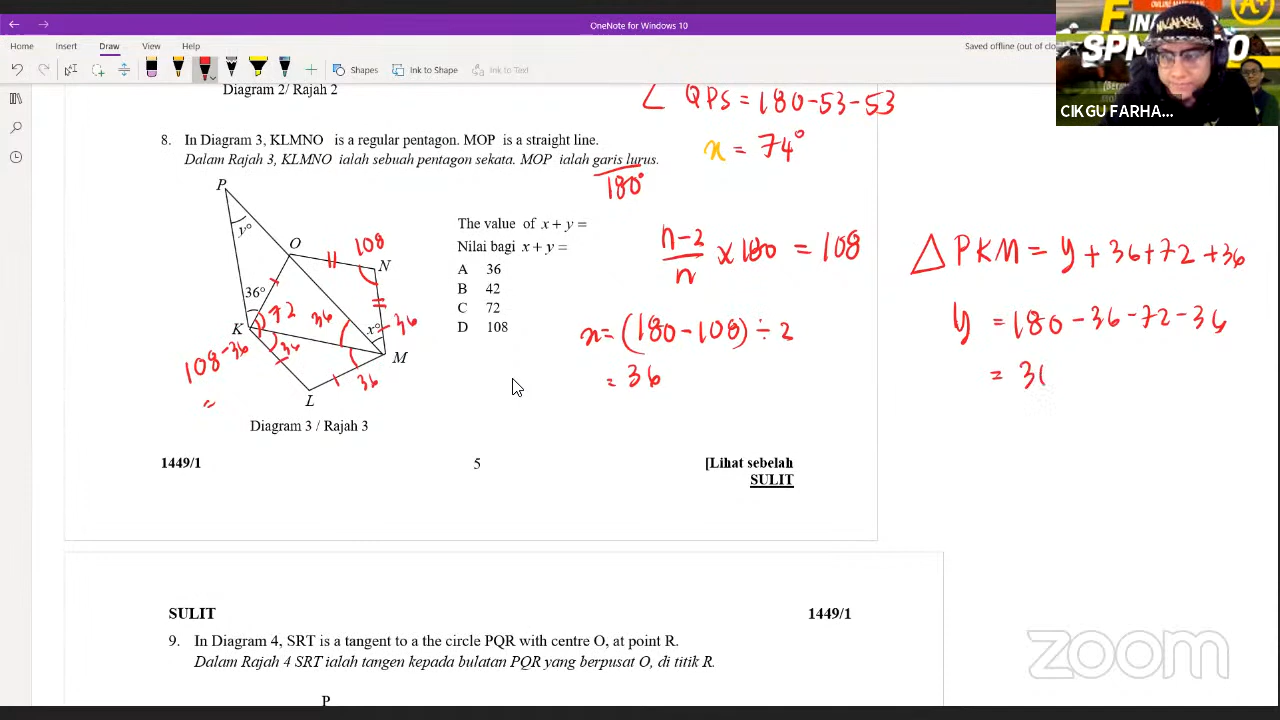 OneNote for Windows 10
Home Insert Draw View Help
Saved offline (out of
Shapes Ink to Shape Ink to Text
A+
SPM
CIKGU FARHA...
Diagram 2/ Rajah 2
∠ QPS = 180-53-53
x = 74°
8. In Diagram 3, KLMNO is a regular pentagon. MOP is a straight line.
Dalam Rajah 3, KLMNO ialah sebuah pentagon sekata. MOP ialah garis lurus.
180°
P
y°
O
108
N
36°
72
36
x°
36
K
36
M
108-36
=
36
L
Diagram 3 / Rajah 3
The value of x + y =
Nilai bagi x + y =
A 36
B 42
C 72
D 108
n-2/n × 180 = 108
x = (180-108) ÷ 2
= 36
△ PKM = y + 36+72+36
y = 180-36-72-36
= 36
1449/1 5 [Lihat sebelah
SULIT
SULIT 1449/1
9. In Diagram 4, SRT is a tangent to a the circle PQR with centre O, at point R.
Dalam Rajah 4 SRT ialah tangen kepada bulatan PQR yang berpusat O, di titik R.
P
zoom